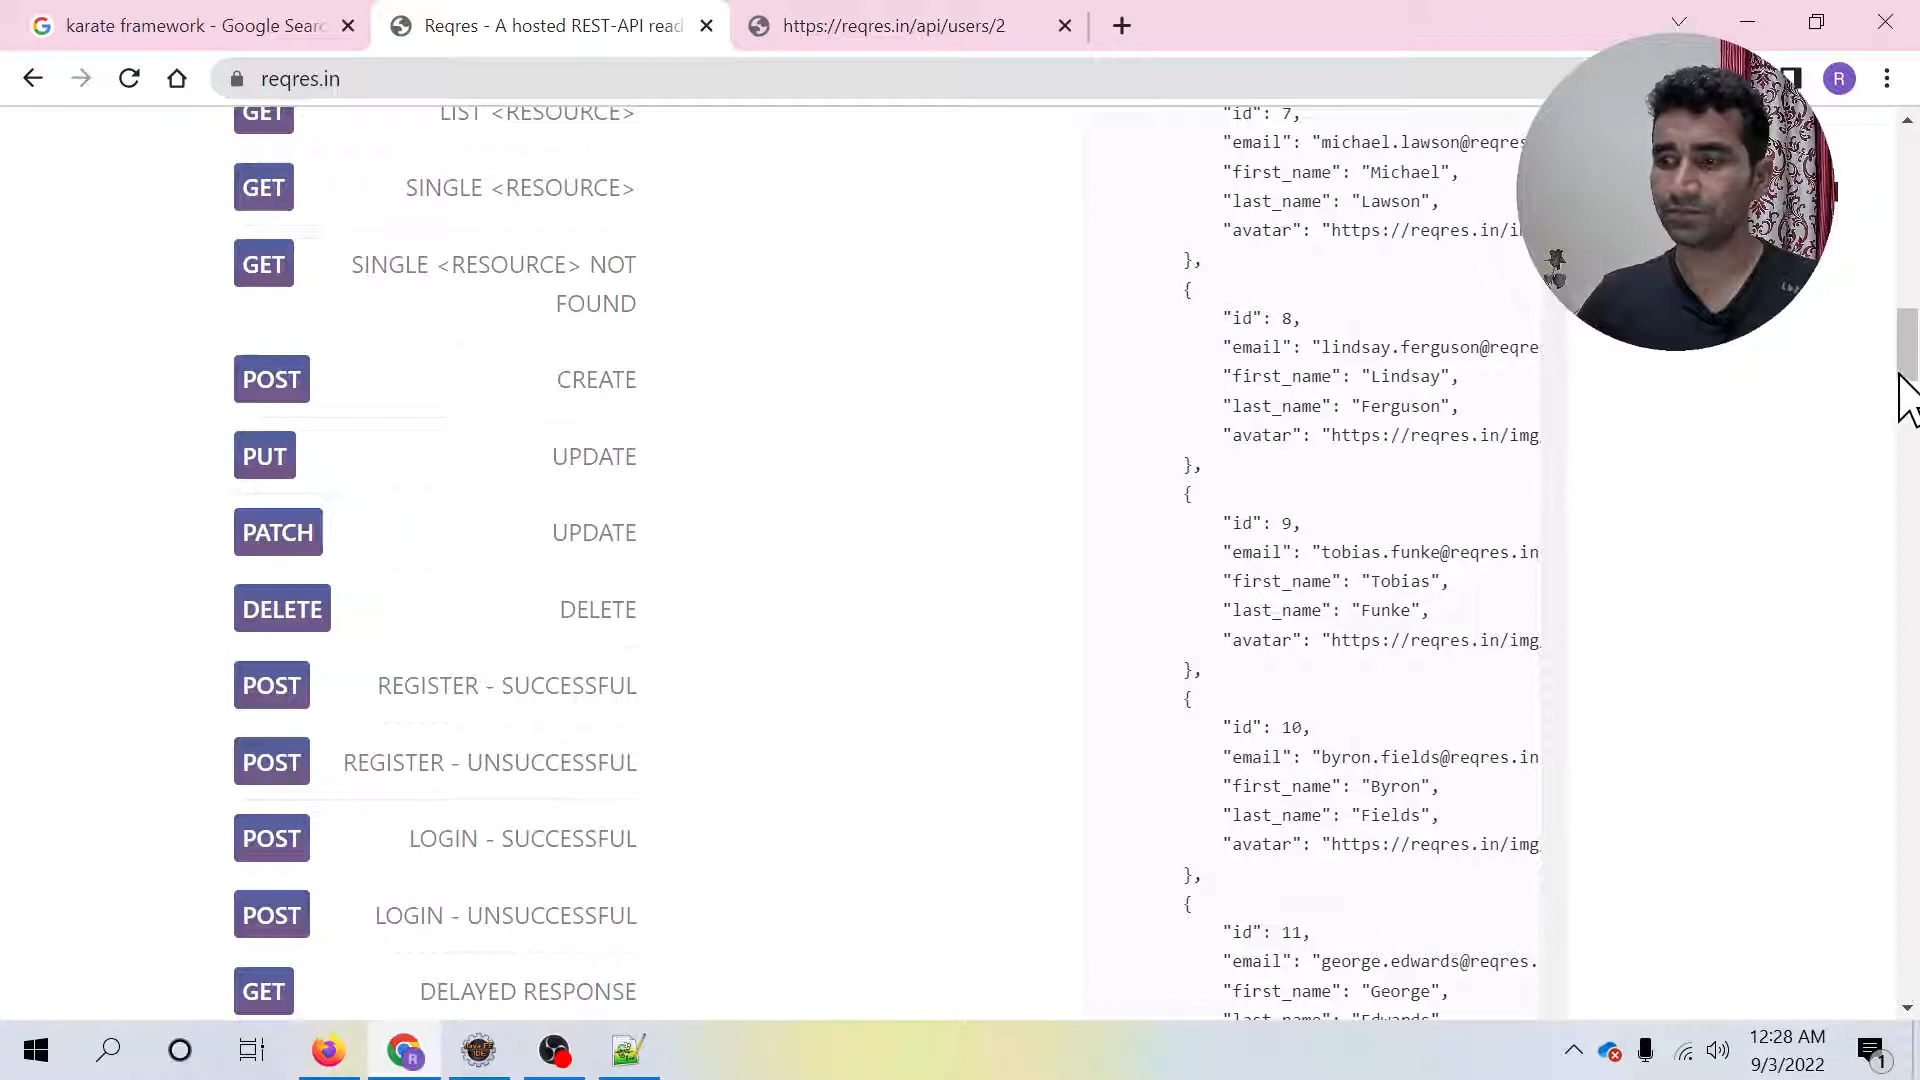 karate framework - Google Searc
Reqres - A hosted REST-API read
https://reqres.in/api/users/2
reqres.in
R
GET LIST <RESOURCE>
GET SINGLE <RESOURCE>
GET SINGLE <RESOURCE> NOT
FOUND
POST CREATE
PUT UPDATE
PATCH UPDATE
DELETE DELETE
POST REGISTER - SUCCESSFUL
POST REGISTER - UNSUCCESSFUL
POST LOGIN - SUCCESSFUL
POST LOGIN - UNSUCCESSFUL
GET DELAYED RESPONSE
"id": 7,
"email": "michael.lawson@reqres
"first_name": "Michael",
"last_name": "Lawson",
"avatar": "https://reqres.in/i
},
{
"id": 8,
"email": "lindsay.ferguson@reqre
"first_name": "Lindsay",
"last_name": "Ferguson",
"avatar": "https://reqres.in/img
},
{
"id": 9,
"email": "tobias.funke@reqres.in
"first_name": "Tobias",
"last_name": "Funke",
"avatar": "https://reqres.in/img
},
{
"id": 10,
"email": "byron.fields@reqres.in
"first_name": "Byron",
"last_name": "Fields",
"avatar": "https://reqres.in/img
},
{
"id": 11,
"email": "george.edwards@reqres.
"first_name": "George",
"last_name": "Edwards"
R
Java EE
IDE
12:28 AM
9/3/2022
1